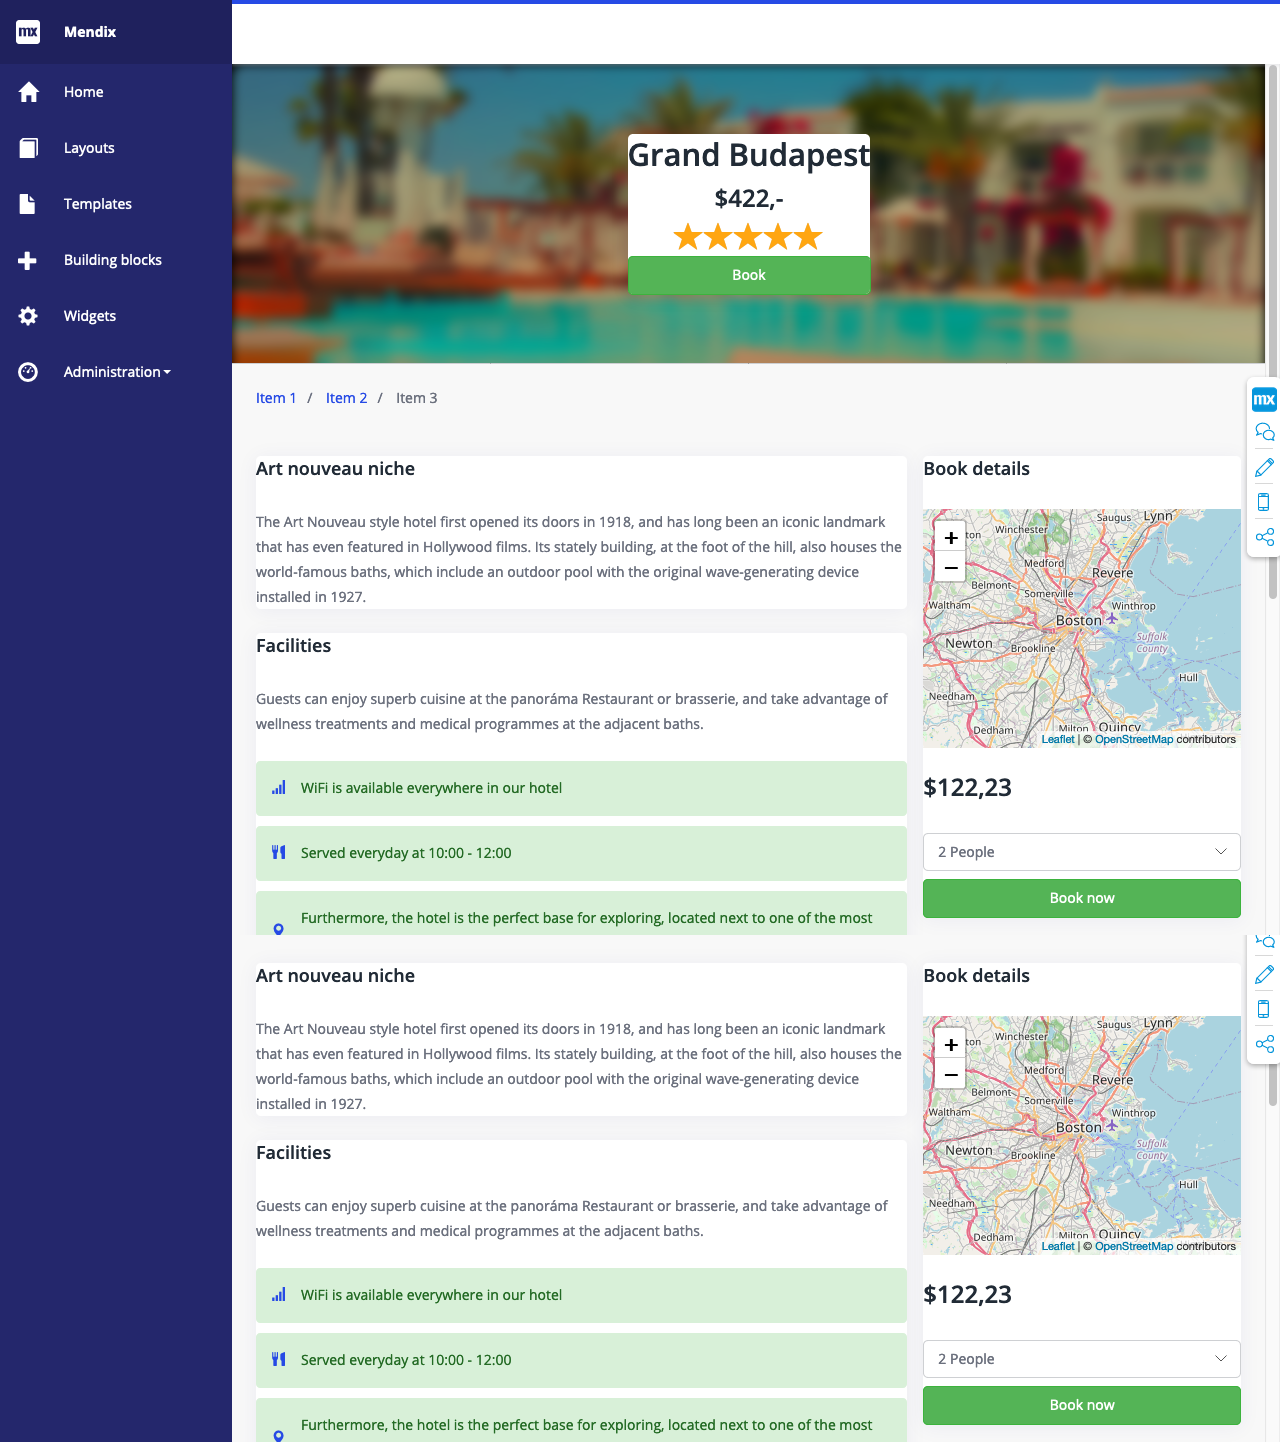 mx Mendix
Home
Layouts
Templates
Building blocks
Widgets
Administration
Grand Budapest
$422,-
Book
Item 1 / Item 2 / Item 3
mx
Art nouveau niche
The Art Nouveau style hotel first opened its doors in 1918, and has long been an iconic landmark
that has even featured in Hollywood films. Its stately building, at the foot of the hill, also houses the
world-famous baths, which include an outdoor pool with the original wave-generating device
installed in 1927.
Facilities
Guests can enjoy superb cuisine at the panoráma Restaurant or brasserie, and take advantage of
wellness treatments and medical programmes at the adjacent baths.
WiFi is available everywhere in our hotel
Served everyday at 10:00 - 12:00
Furthermore, the hotel is the perfect base for exploring, located next to one of the most
Book details
+
−
Saugus
Lynn
ton
Winchester
Medford
Revere
Belmont
Somerville
Waltham
Winthrop
Boston
Newton
Brookline
Suffolk
County
Hull
Needham
Dedham
Milton
Quincy
Leaflet | © OpenStreetMap contributors
$122,23
2 People
Book now
Art nouveau niche
The Art Nouveau style hotel first opened its doors in 1918, and has long been an iconic landmark
that has even featured in Hollywood films. Its stately building, at the foot of the hill, also houses the
world-famous baths, which include an outdoor pool with the original wave-generating device
installed in 1927.
Facilities
Guests can enjoy superb cuisine at the panoráma Restaurant or brasserie, and take advantage of
wellness treatments and medical programmes at the adjacent baths.
WiFi is available everywhere in our hotel
Served everyday at 10:00 - 12:00
Furthermore, the hotel is the perfect base for exploring, located next to one of the most
Book details
+
−
Saugus
Lynn
ton
Winchester
Medford
Revere
Belmont
Somerville
Waltham
Winthrop
Boston
Newton
Brookline
Suffolk
County
Hull
Needham
Dedham
Milton
Quincy
Leaflet | © OpenStreetMap contributors
$122,23
2 People
Book now